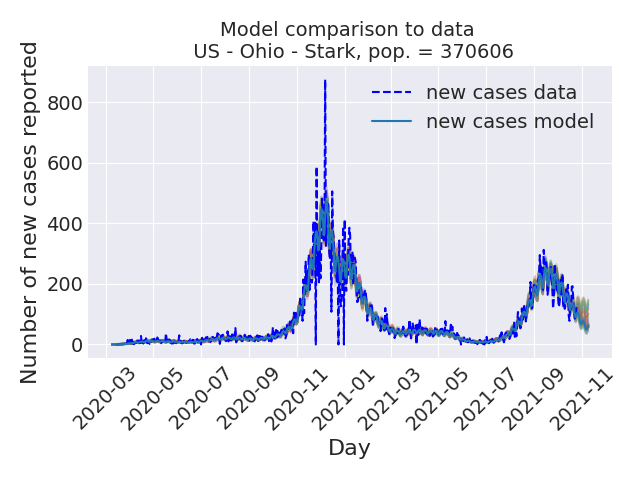 Model comparison to data
US - Ohio - Stark, pop. = 370606
Number of new cases reported
800
600
400
200
0
new cases data
new cases model
2020-03
2020-05
2020-07
2020-09
2020-11
2021-01
2021-03
2021-05
2021-07
2021-09
2021-11
Day